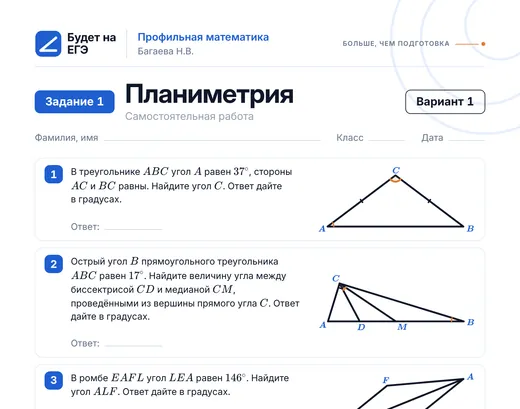 Будет на
ЕГЭ
Профильная математика
Багаева Н.В.
БОЛЬШЕ, ЧЕМ ПОДГОТОВКА
Задание 1
Планиметрия
Самостоятельная работа
Вариант 1
Фамилия, имя
Класс
Дата
1
В треугольнике ABC угол A равен 37°, стороны
AC и BC равны. Найдите угол C. Ответ дайте
в градусах.
Ответ:
C
A
B
2
Острый угол B прямоугольного треугольника
ABC равен 17°. Найдите величину угла между
биссектрисой CD и медианой CM,
проведёнными из вершины прямого угла C. Ответ
дайте в градусах.
Ответ:
C
A
D
M
B
3
В ромбе EAFL угол LEA равен 146°. Найдите
угол ALF. Ответ дайте в градусах.
F
A